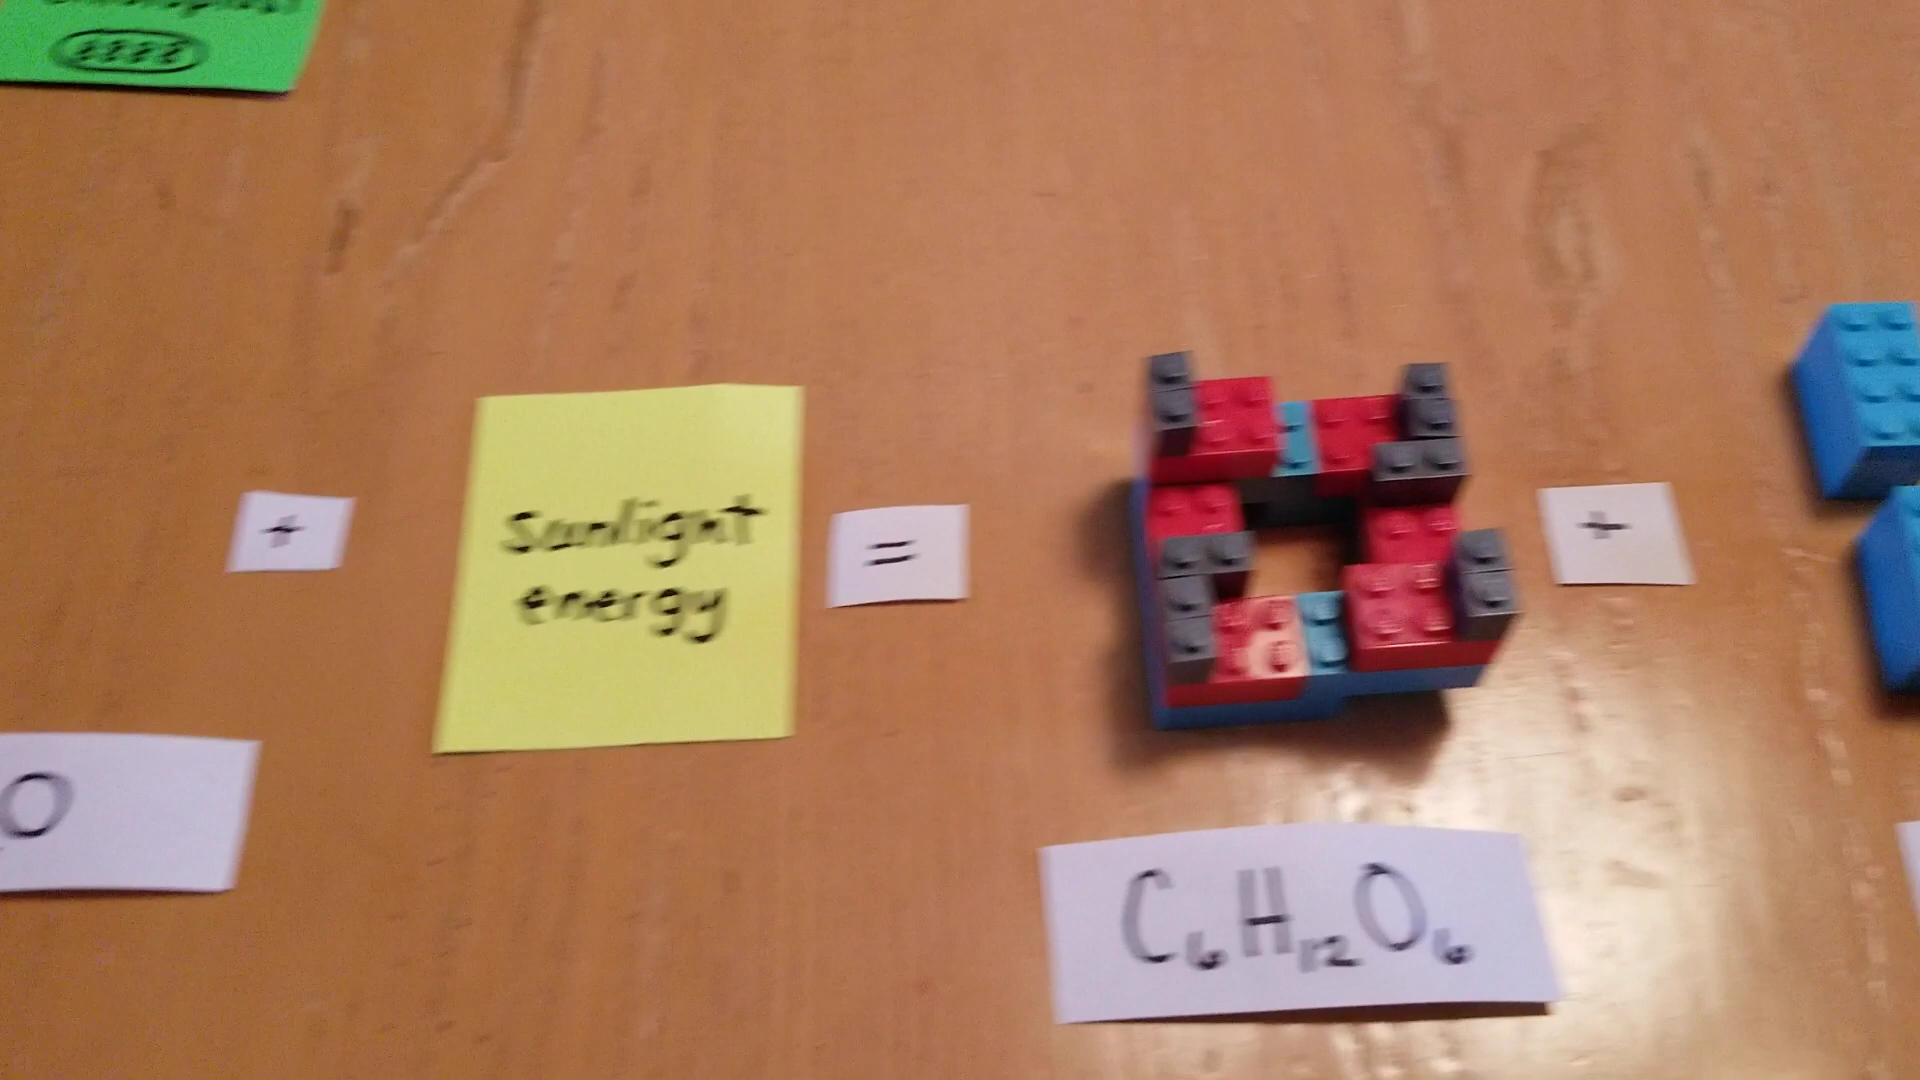 +
Sunlight
energy
=
+
O
C₆H₁₂O₆